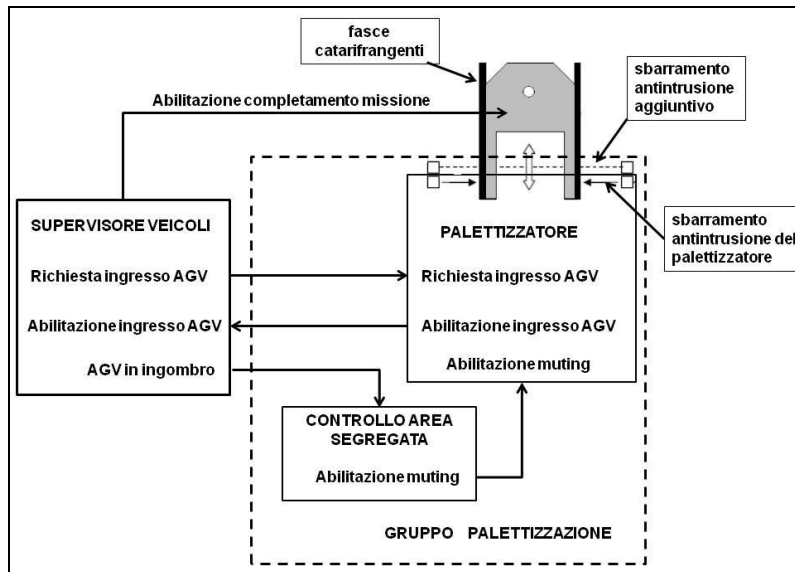 fasce
catarifrangenti
sbarramento
antintrusione
aggiuntivo
Abilitazione completamento missione
SUPERVISORE VEICOLI
PALETTIZZATORE
sbarramento
antintrusione del
palettizzatore
Richiesta ingresso AGV
Richiesta ingresso AGV
Abilitazione ingresso AGV
Abilitazione ingresso AGV
AGV in ingombro
Abilitazione muting
CONTROLLO AREA
SEGREGATA
Abilitazione muting
GRUPPO PALETTIZZAZIONE